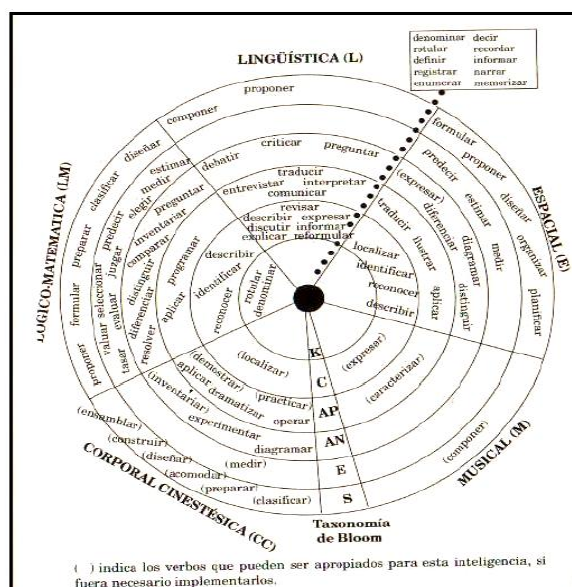 denominar decir
rotular recordar
definir informar
registrar narrar
enumerar memorizar
LINGÜÍSTICA (L)
proponer
componer
criticar
debatir
preguntar
traducir
entrevistar interpretar
comunicar
revisar
describir expresar
discutir informar
explicar reformular
describir
identificar
reconocer
rotular
denominar
LOGICO-MATEMATICA (LM)
diseñar
clasificar
preparar
formular
proponer
estimar
medir
elegir
predecir
juzgar
seleccionar
evaluar
valuar
tasar
preguntar
inventariar
comparar
distinguir
diferenciar
resolver
programar
aplicar
ESPACIAL (E)
formular
proponer
diseñar
organizar
planificar
predecir
estimar
medir
(expresar)
diferenciar
diagramar
distinguir
traducir
ilustrar
aplicar
localizar
identificar
reconocer
describir
MUSICAL (M)
(expresar)
(caracterizar)
(componer)
CORPORAL CINESTÉSICA (CC)
(localizar)
(demostrar)
(practicar)
aplicar dramatizar operar
(inventariar)
experimentar
diagramar
(medir)
(ensamblar)
(construir)
(diseñar)
(acomodar)
(preparar)
(clasificar)
K
C
AP
AN
E
S
Taxonomía
de Bloom
( ) indica los verbos que pueden ser apropiados para esta inteligencia, si
fuera necesario implementarlos.